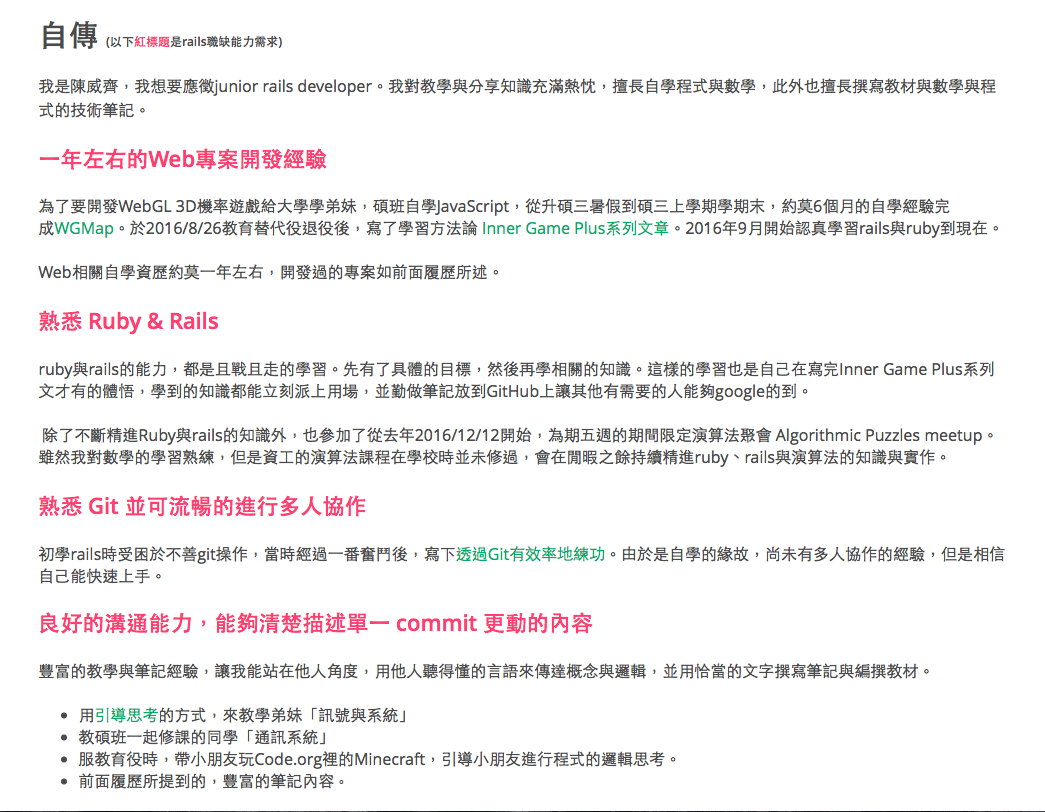 自傳 (以下紅標題是rails職缺能力需求)
我是陳威齊，我想要應徵junior rails developer。我對教學與分享知識充滿熱忱，擅長自學程式與數學，此外也擅長撰寫教材與數學與程
式的技術筆記。
一年左右的Web專案開發經驗
為了要開發WebGL 3D機率遊戲給大學學弟妹，碩班自學JavaScript，從升碩三暑假到碩三上學期學期末，約莫6個月的自學經驗完
成WGMap。於2016/8/26教育替代役退役後，寫了學習方法論 Inner Game Plus系列文章。2016年9月開始認真學習rails與ruby到現在。
Web相關自學資歷約莫一年左右，開發過的專案如前面履歷所述。
熟悉 Ruby & Rails
ruby與rails的能力，都是且戰且走的學習。先有了具體的目標，然後再學相關的知識。這樣的學習也是自己在寫完Inner Game Plus系列
文才有的體悟，學到的知識都能立刻派上用場，並勤做筆記放到GitHub上讓其他有需要的人能夠google的到。
除了不斷精進Ruby與rails的知識外，也參加了從去年2016/12/12開始，為期五週的期間限定演算法聚會 Algorithmic Puzzles meetup。
雖然我對數學的學習熟練，但是資工的演算法課程在學校時並未修過，會在閒暇之餘持續精進ruby、rails與演算法的知識與實作。
熟悉 Git 並可流暢的進行多人協作
初學rails時受困於不善git操作，當時經過一番奮鬥後，寫下透過Git有效率地練功。由於是自學的緣故，尚未有多人協作的經驗，但是相信
自己能快速上手。
良好的溝通能力，能夠清楚描述單一 commit 更動的內容
豐富的教學與筆記經驗，讓我能站在他人角度，用他人聽得懂的言語來傳達概念與邏輯，並用恰當的文字撰寫筆記與編撰教材。
• 用引導思考的方式，來教學弟妹「訊號與系統」
• 教碩班一起修課的同學「通訊系統」
• 服教育役時，帶小朋友玩Code.org裡的Minecraft，引導小朋友進行程式的邏輯思考。
• 前面履歷所提到的，豐富的筆記內容。